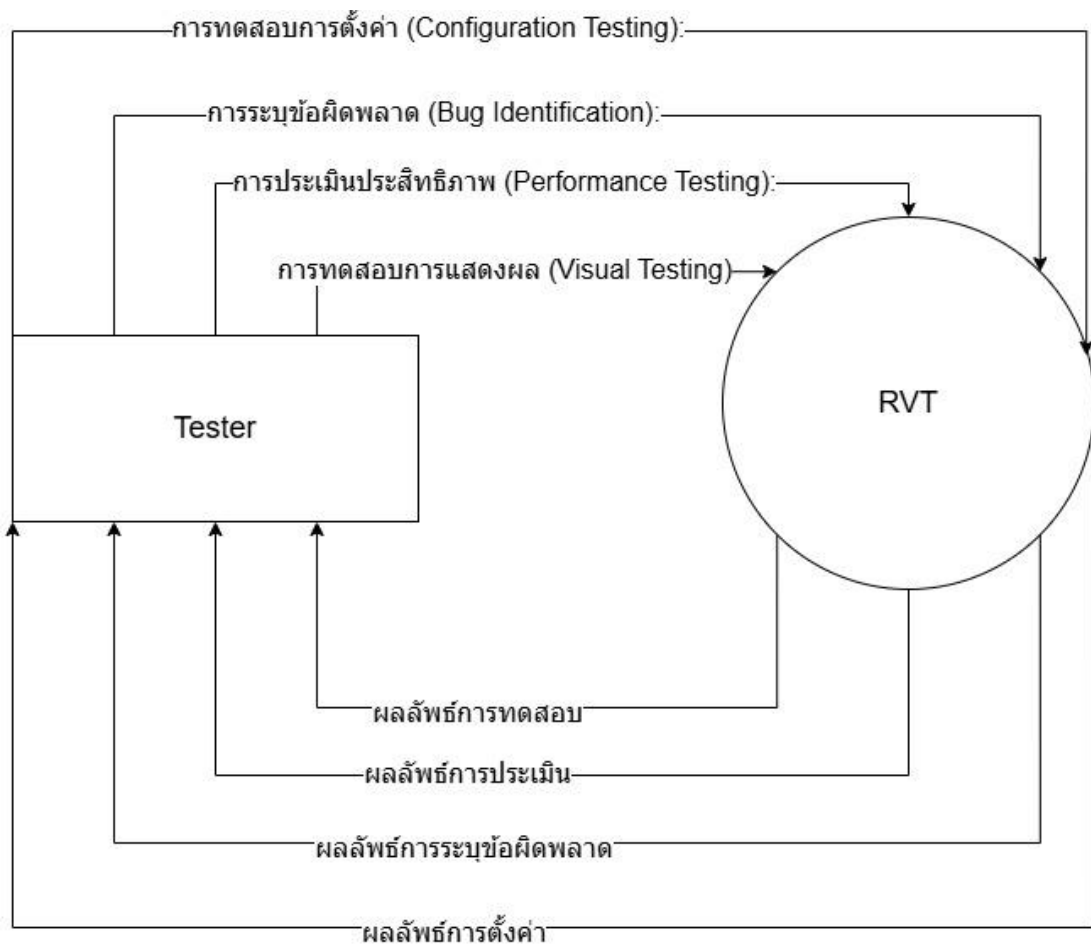 การทดสอบการตั้งค่า (Configuration Testing):
การระบุข้อผิดพลาด (Bug Identification):
การประเมินประสิทธิภาพ (Performance Testing):
การทดสอบการแสดงผล (Visual Testing)
Tester
RVT
ผลลัพธ์การทดสอบ
ผลลัพธ์การประเมิน
ผลลัพธ์การระบุข้อผิดพลาด
ผลลัพธ์การตั้งค่า